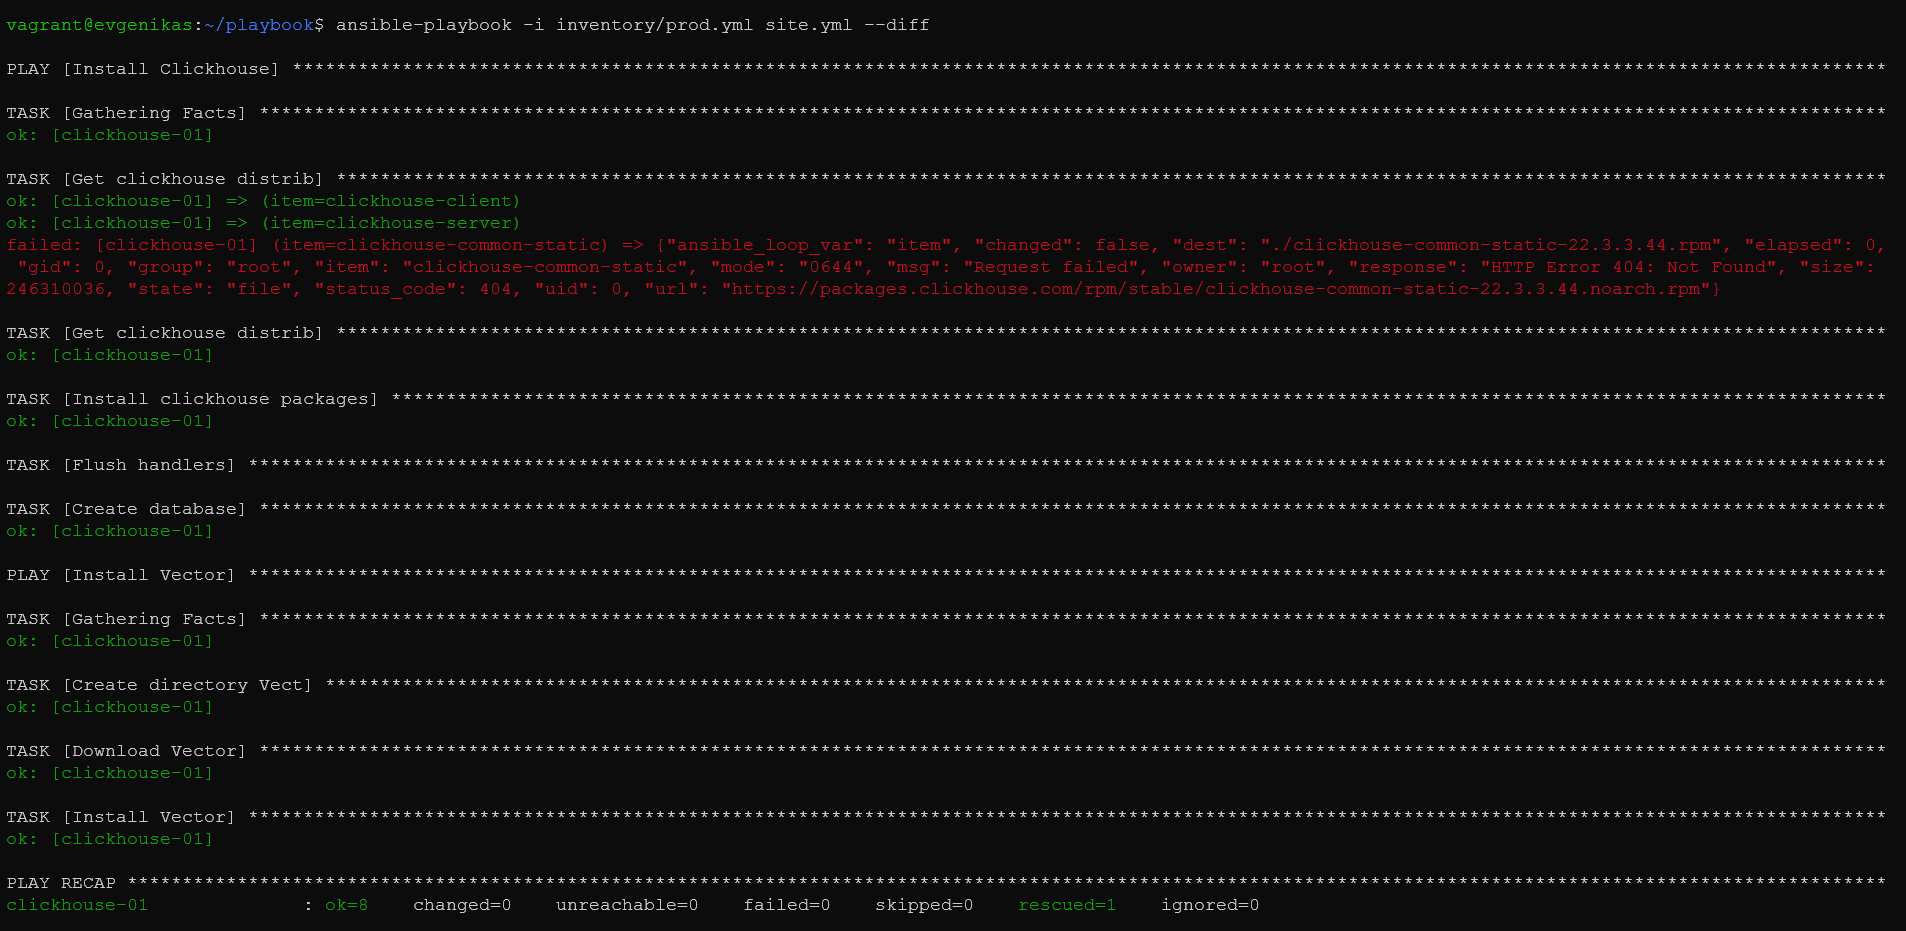 vagrant@evgenikas:~/playbook$ ansible-playbook -i inventory/prod.yml site.yml --diff
PLAY [Install Clickhouse] *************************************************************************************************************************************************
TASK [Gathering Facts] ****************************************************************************************************************************************************
ok: [clickhouse-01]
TASK [Get clickhouse distrib] *********************************************************************************************************************************************
ok: [clickhouse-01] => (item=clickhouse-client)
ok: [clickhouse-01] => (item=clickhouse-server)
failed: [clickhouse-01] (item=clickhouse-common-static) => {"ansible_loop_var": "item", "changed": false, "dest": "./clickhouse-common-static-22.3.3.44.rpm", "elapsed": 0,
 "gid": 0, "group": "root", "item": "clickhouse-common-static", "mode": "0644", "msg": "Request failed", "owner": "root", "response": "HTTP Error 404: Not Found", "size":
246310036, "state": "file", "status_code": 404, "uid": 0, "url": "https://packages.clickhouse.com/rpm/stable/clickhouse-common-static-22.3.3.44.noarch.rpm"}
TASK [Get clickhouse distrib] *********************************************************************************************************************************************
ok: [clickhouse-01]
TASK [Install clickhouse packages] ****************************************************************************************************************************************
ok: [clickhouse-01]
TASK [Flush handlers] *****************************************************************************************************************************************************
TASK [Create database] ****************************************************************************************************************************************************
ok: [clickhouse-01]
PLAY [Install Vector] *****************************************************************************************************************************************************
TASK [Gathering Facts] ****************************************************************************************************************************************************
ok: [clickhouse-01]
TASK [Create directory Vect] **********************************************************************************************************************************************
ok: [clickhouse-01]
TASK [Download Vector] ****************************************************************************************************************************************************
ok: [clickhouse-01]
TASK [Install Vector] *****************************************************************************************************************************************************
ok: [clickhouse-01]
PLAY RECAP ****************************************************************************************************************************************************************
clickhouse-01              : ok=8    changed=0    unreachable=0    failed=0    skipped=0    rescued=1    ignored=0